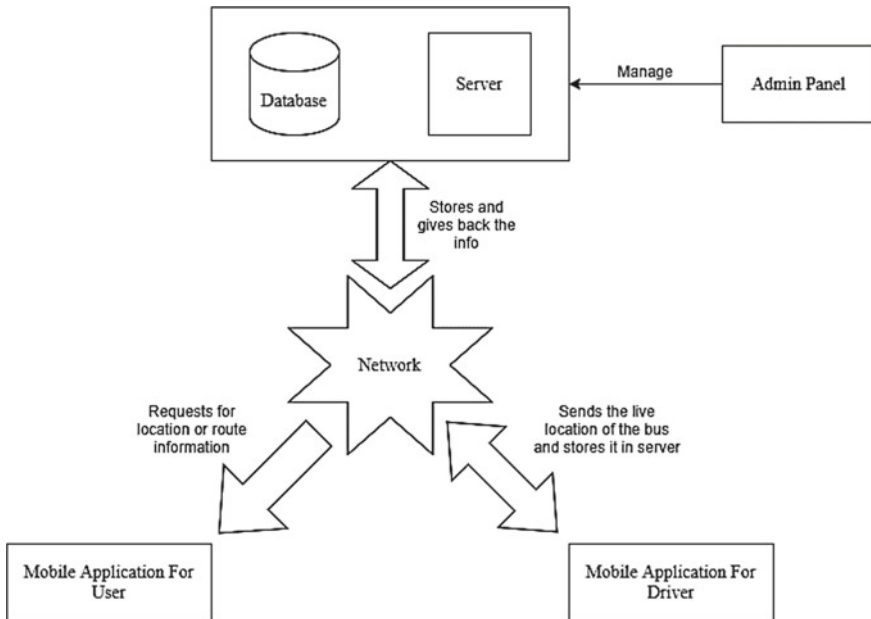 Database
Server
Manage
Admin Panel
Stores and
gives back the
info
Network
Requests for
location or route
information
Sends the live
location of the bus
and stores it in server
Mobile Application For
User
Mobile Application For
Driver